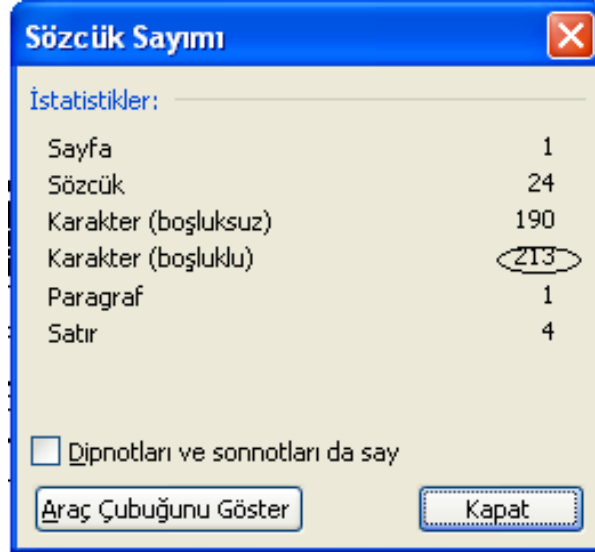 Sözcük Sayımı
İstatistikler:
Sayfa 1
Sözcük 24
Karakter (boşluksuz) 190
Karakter (boşluklu) 213
Paragraf 1
Satır 4
Dipnotları ve sonnotları da say
Araç Çubuğunu Göster Kapat